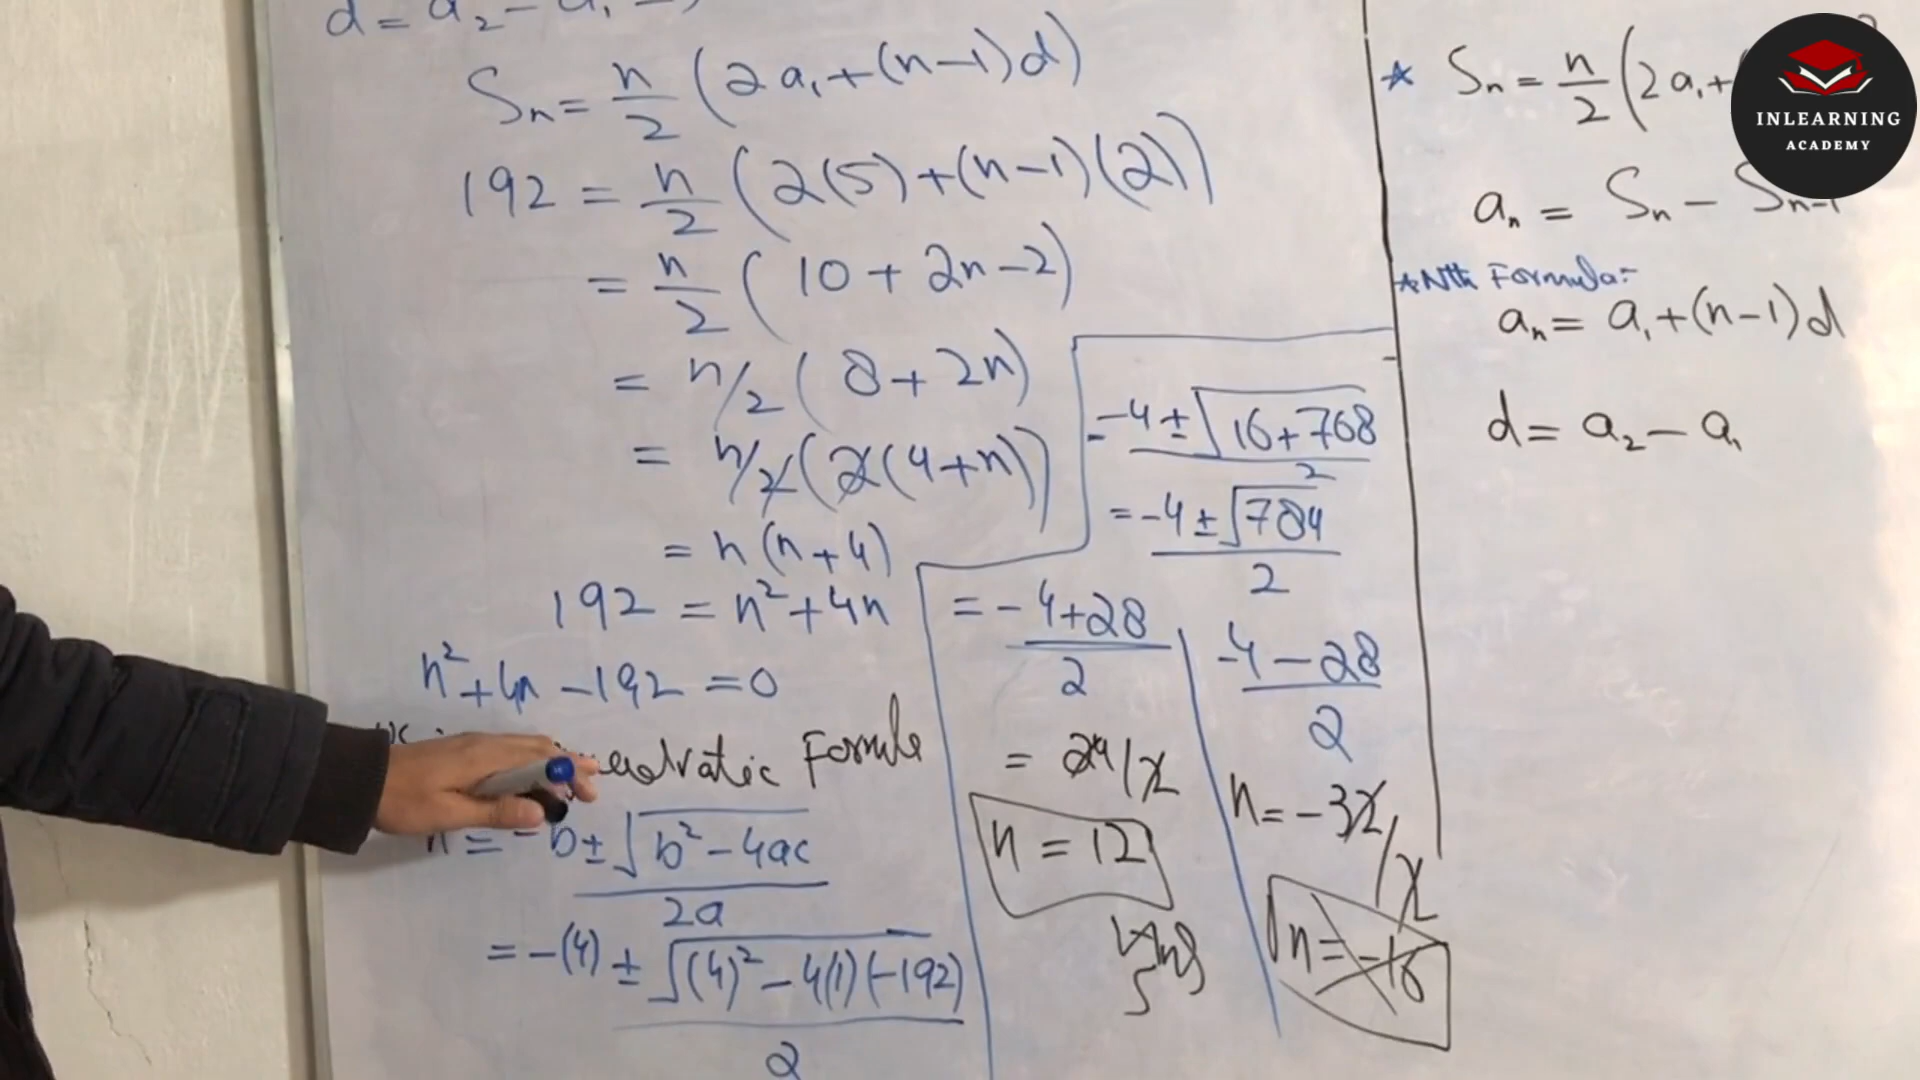 d = a₂ - a₁
Sₙ = n/2 (2a₁ + (n-1)d)
192 = n/2 (2(5) + (n-1)(2))
= n/2 (10 + 2n - 2)
= n/2 (8 + 2n)
= n/2 (2(4+n))
= n(n+4)
192 = n² + 4n
n² + 4n - 192 = 0
Formula
n = -b ± √(b² - 4ac) / 2a
= -(4) ± √((4)² - 4(1)(-192)) / 2
= -4 ± √(16 + 768) / 2
= -4 ± √784 / 2
= -4 + 28 / 2
= 24/2
n = 12
Ans
-4 - 28 / 2
n = -32/2
n = -16
* Sₙ = n/2 (2a₁ +
aₙ = Sₙ - Sₙ₋₁
* Nth Formula:-
aₙ = a₁ + (n-1)d
d = a₂ - a₁
INLEARNING
ACADEMY